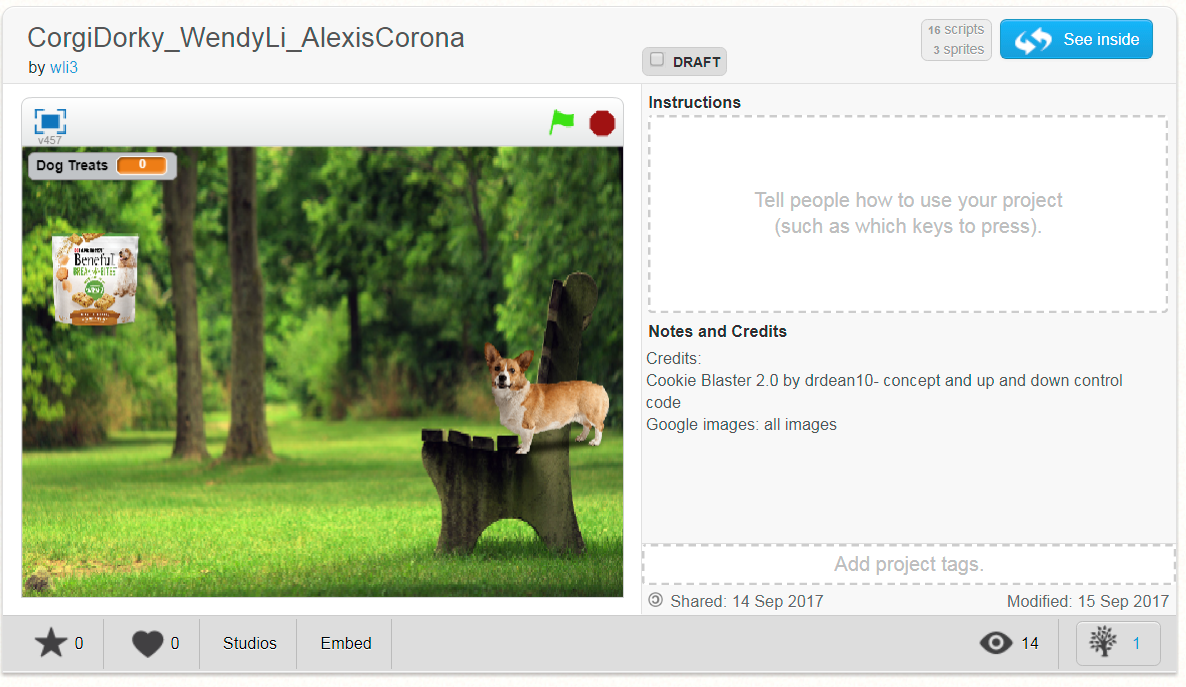 CorgiDorky_WendyLi_AlexisCorona
by wli3
DRAFT
16 scripts
3 sprites
See inside
v457
Dog Treats 0
Beneful
Instructions
Tell people how to use your project
(such as which keys to press).
Notes and Credits
Credits:
Cookie Blaster 2.0 by drdean10- concept and up and down control
code
Google images: all images
Add project tags.
Shared: 14 Sep 2017
Modified: 15 Sep 2017
0
0
Studios
Embed
14
1